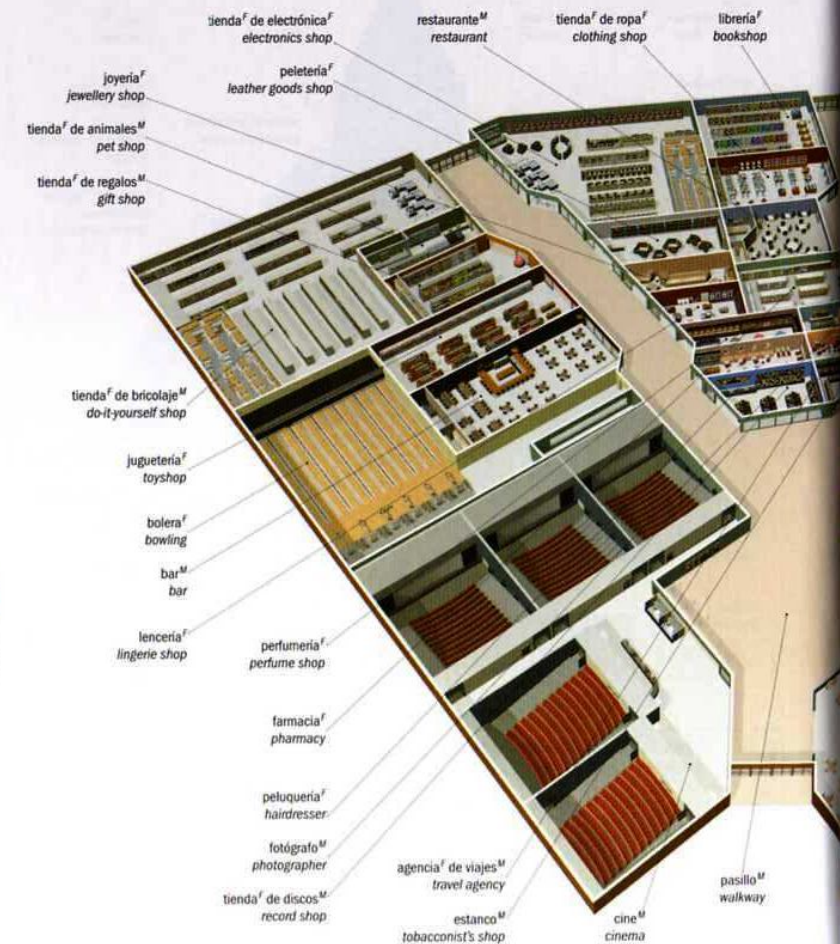 tienda^F de electrónica^F
electronics shop
restaurante^M
restaurant
tienda^F de ropa^F
clothing shop
librería^F
bookshop
joyería^F
jewellery shop
peletería^F
leather goods shop
tienda^F de animales^M
pet shop
tienda^F de regalos^M
gift shop
tienda^F de bricolaje^M
do-it-yourself shop
juguetería^F
toyshop
bolera^F
bowling
bar^M
bar
lencería^F
lingerie shop
perfumería^F
perfume shop
farmacia^F
pharmacy
peluquería^F
hairdresser
fotógrafo^M
photographer
tienda^F de discos^M
record shop
agencia^F de viajes^M
travel agency
estanco^M
tobacconist's shop
cine^M
cinema
pasillo^M
walkway